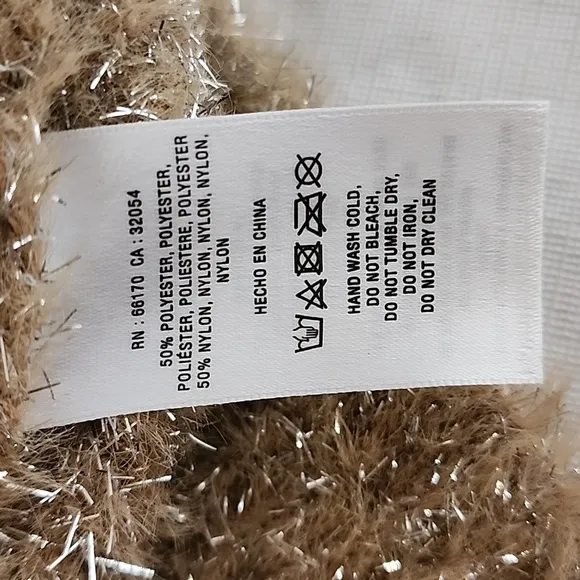 RN : 66170 CA : 32054
50% POLYESTER, POLYESTER,
POLIÉSTER, POLIESTERE, POLYESTER
50% NYLON, NYLON, NYLON, NYLON,
NYLON
HECHO EN CHINA
HAND WASH COLD,
DO NOT BLEACH,
DO NOT TUMBLE DRY,
DO NOT IRON,
DO NOT DRY CLEAN